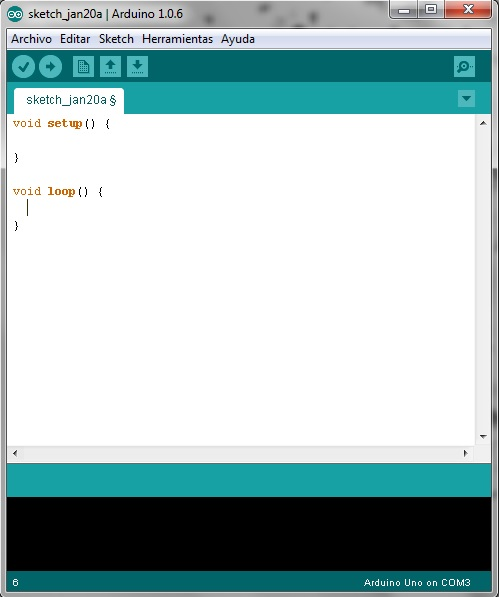 sketch_jan20a | Arduino 1.0.6
Archivo Editar Sketch Herramientas Ayuda
sketch_jan20a §
void setup() {
}
void loop() {
}
6 Arduino Uno on COM3